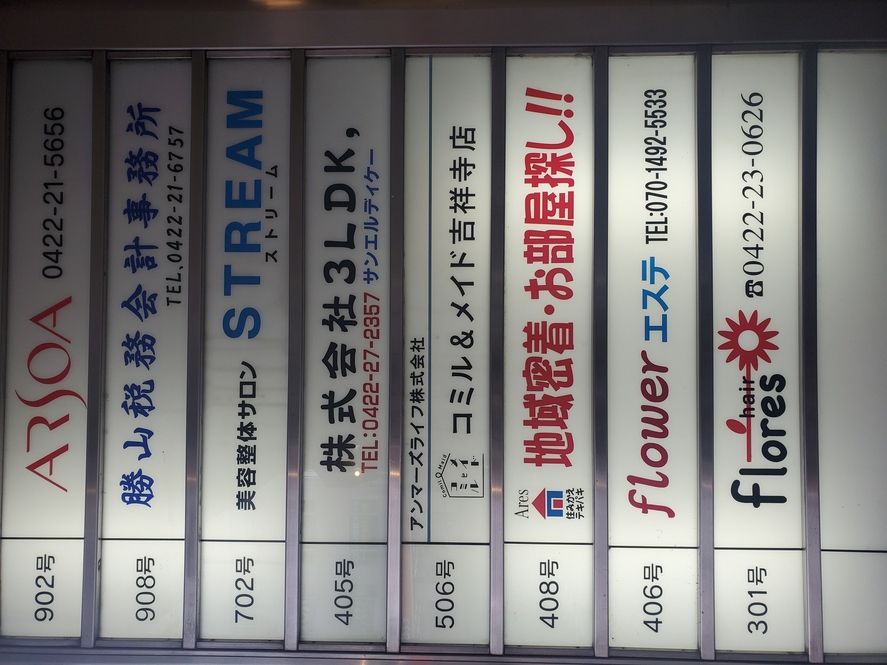 902号
ARSOA 0422-21-5656
908号
勝山税務会計事務所
TEL.0422-21-6757
702号
美容整体サロン STREAM
ストリーム
405号
株式会社3LDK,
TEL:0422-27-2357 サンエルディケー
506号
アンマーズライフ株式会社
Comil Q Maid
コミル&メイド吉祥寺店
408号
Ares
住みかえ
テキパキ
地域密着・お部屋探し!!
406号
flower エステ TEL:070-1492-5533
301号
hair
flores ☎0422-23-0626